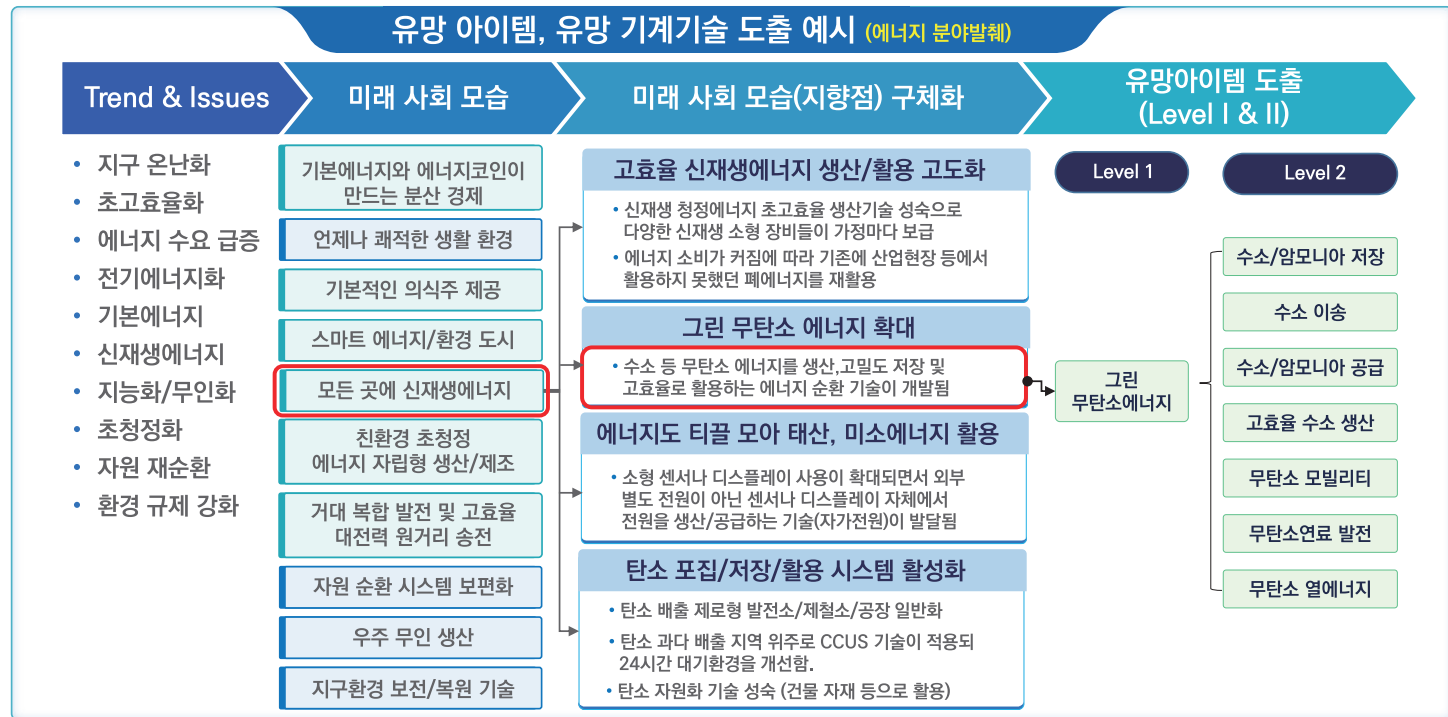 유망 아이템, 유망 기계기술 도출 예시 (에너지 분야발췌)
Trend & Issues
미래 사회 모습
미래 사회 모습(지향점) 구체화
유망아이템 도출
(Level I & II)
• 지구 온난화
• 초고효율화
• 에너지 수요 급증
• 전기에너지화
• 기본에너지
• 신재생에너지
• 지능화/무인화
• 초청정화
• 자원 재순환
• 환경 규제 강화
기본에너지와 에너지코인이
만드는 분산 경제
언제나 쾌적한 생활 환경
기본적인 의식주 제공
스마트 에너지/환경 도시
모든 곳에 신재생에너지
친환경 초청정
에너지 자립형 생산/제조
거대 복합 발전 및 고효율
대전력 원거리 송전
자원 순환 시스템 보편화
우주 무인 생산
지구환경 보전/복원 기술
고효율 신재생에너지 생산/활용 고도화
• 신재생 청정에너지 초고효율 생산기술 성숙으로
다양한 신재생 소형 장비들이 가정마다 보급
• 에너지 소비가 커짐에 따라 기존에 산업현장 등에서
활용하지 못했던 폐에너지를 재활용
그린 무탄소 에너지 확대
• 수소 등 무탄소 에너지를 생산,고밀도 저장 및
고효율로 활용하는 에너지 순환 기술이 개발됨
에너지도 티끌 모아 태산, 미소에너지 활용
• 소형 센서나 디스플레이 사용이 확대되면서 외부
별도 전원이 아닌 센서나 디스플레이 자체에서
전원을 생산/공급하는 기술(자가전원)이 발달됨
탄소 포집/저장/활용 시스템 활성화
• 탄소 배출 제로형 발전소/제철소/공장 일반화
• 탄소 과다 배출 지역 위주로 CCUS 기술이 적용되
24시간 대기환경을 개선함.
• 탄소 자원화 기술 성숙 (건물 자재 등으로 활용)
Level 1
그린
무탄소에너지
Level 2
수소/암모니아 저장
수소 이송
수소/암모니아 공급
고효율 수소 생산
무탄소 모빌리티
무탄소연료 발전
무탄소 열에너지